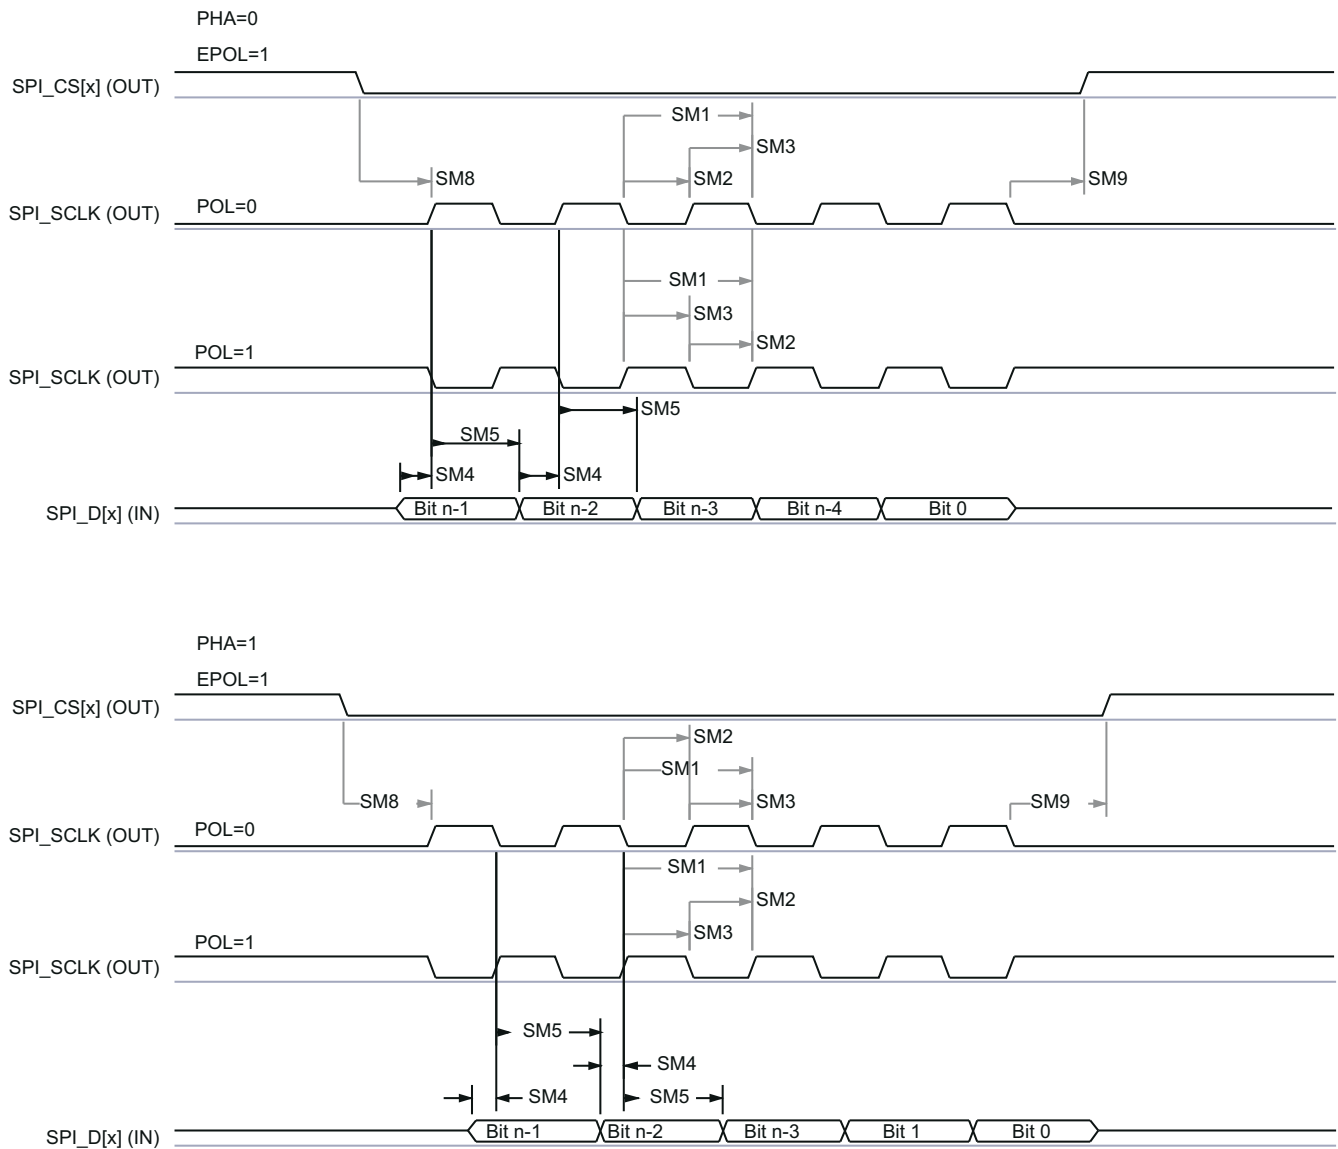 PHA=0
EPOL=1
SPI_CS[x] (OUT)
SM1
SM3
SM8
SM2
SM9
POL=0
SPI_SCLK (OUT)
SM1
SM3
SM2
POL=1
SPI_SCLK (OUT)
SM5
SM5
SM4
SM4
SPI_D[x] (IN)
Bit n-1
Bit n-2
Bit n-3
Bit n-4
Bit 0
PHA=1
EPOL=1
SPI_CS[x] (OUT)
SM2
SM1
SM8
SM3
SM9
POL=0
SPI_SCLK (OUT)
SM1
SM2
SM3
POL=1
SPI_SCLK (OUT)
SM5
SM4
SM4
SM5
SPI_D[x] (IN)
Bit n-1
Bit n-2
Bit n-3
Bit 1
Bit 0